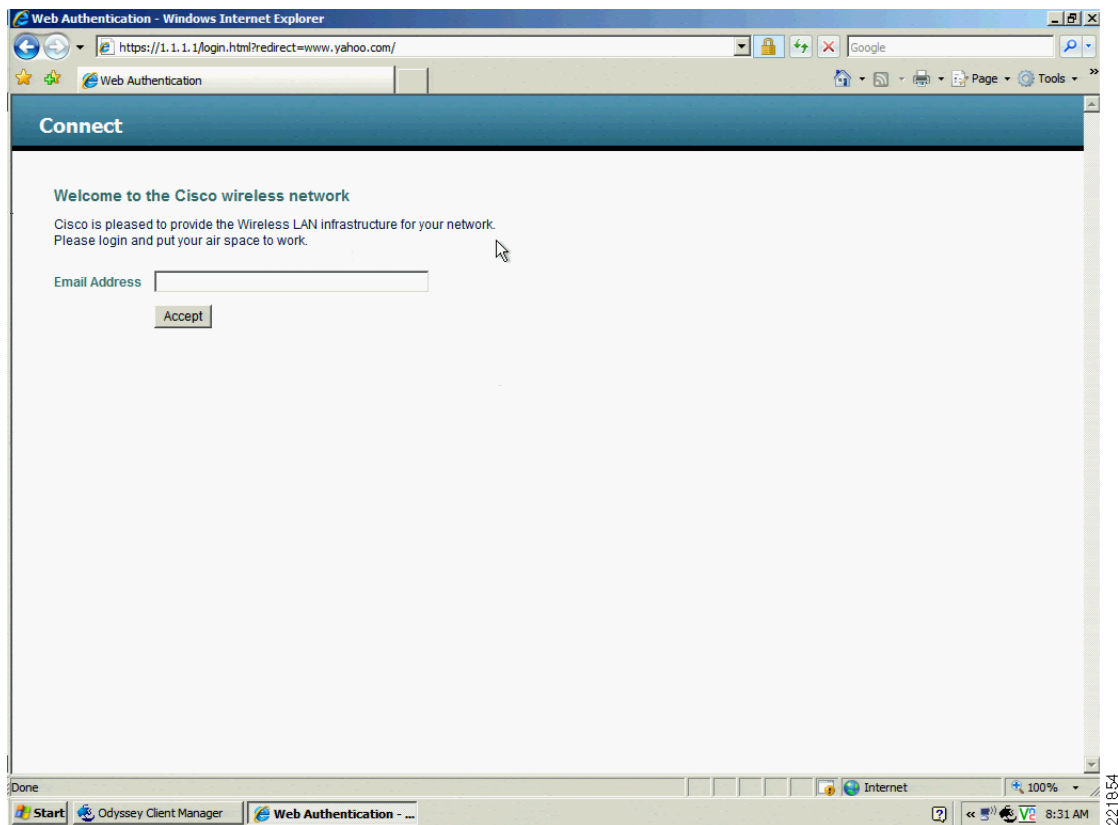 Web Authentication - Windows Internet Explorer
https://1.1.1.1/login.html?redirect=www.yahoo.com/
Google
Web Authentication
Page
Tools
Connect
Welcome to the Cisco wireless network
Cisco is pleased to provide the Wireless LAN infrastructure for your network.
Please login and put your air space to work.
Email Address
Accept
Done
Internet
100%
Start
Odyssey Client Manager
Web Authentication - ...
8:31 AM
221854